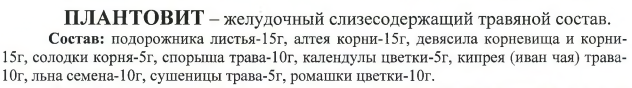 ПЛАНТОВИТ – желудочный слизесодержащий травяной состав.
Состав: подорожника листья-15г, алтея корни-15г, девясила корневища и корни-
15г, солодки корня-5г, спорыша трава-10г, календулы цветки-5г, кипрея (иван чая) трава-
10г, льна семена-10г, сушеницы трава-5г, ромашки цветки-10г.